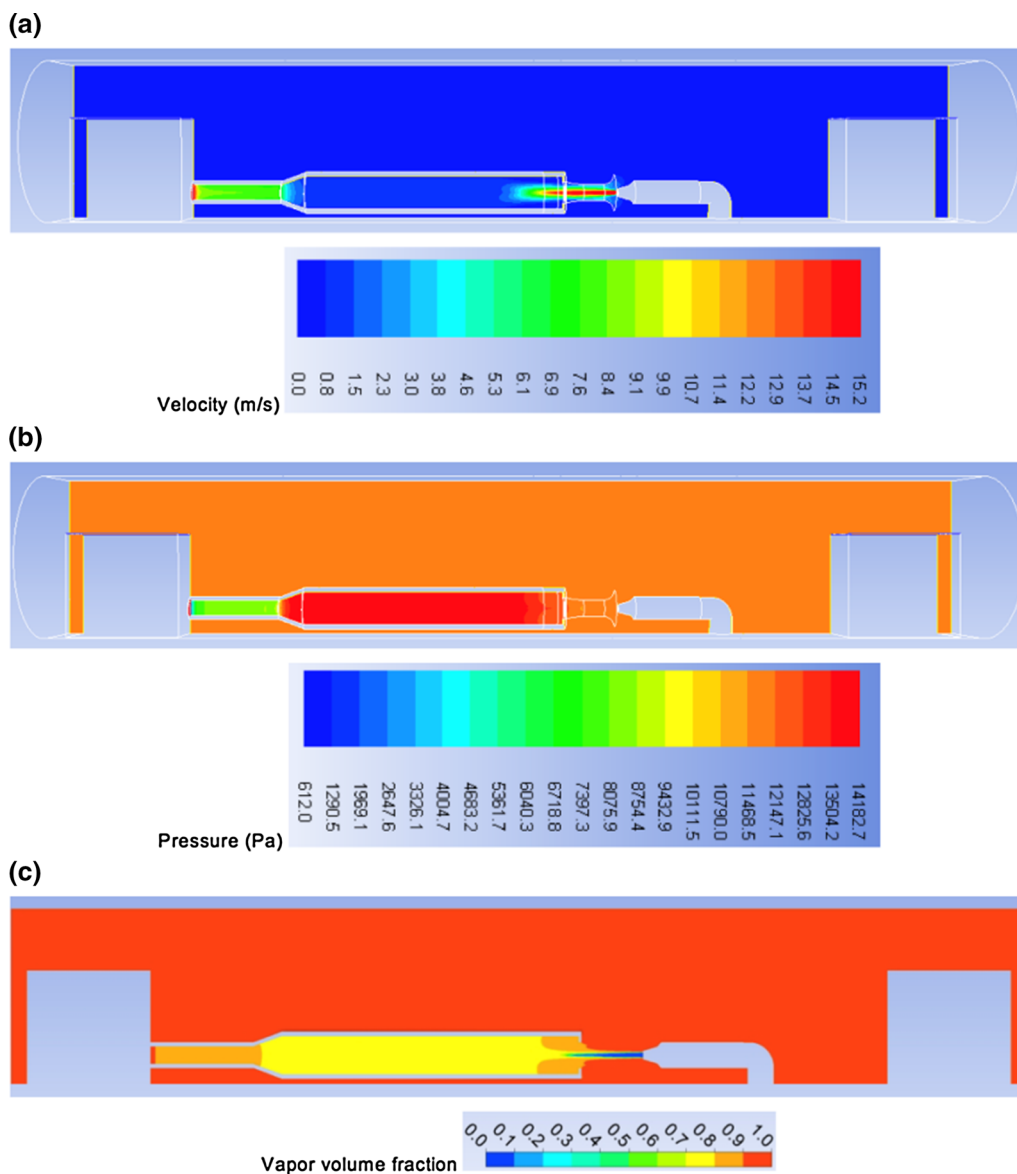 (a)
0.0 0.8 1.5 2.3 3.0 3.8 4.6 5.3 6.1 6.9 7.6 8.4 9.1 9.9 10.7 11.4 12.2 12.9 13.7 14.5 15.2
Velocity (m/s)
(b)
612.0 1290.5 1969.1 2647.6 3326.1 4004.7 4683.2 5361.7 6040.3 6718.8 7397.3 8075.9 8754.4 9432.9 10111.5 10790.0 11468.5 12147.1 12825.6 13504.2 14182.7
Pressure (Pa)
(c)
0.0 0.1 0.2 0.3 0.4 0.5 0.6 0.7 0.8 0.9 1.0
Vapor volume fraction